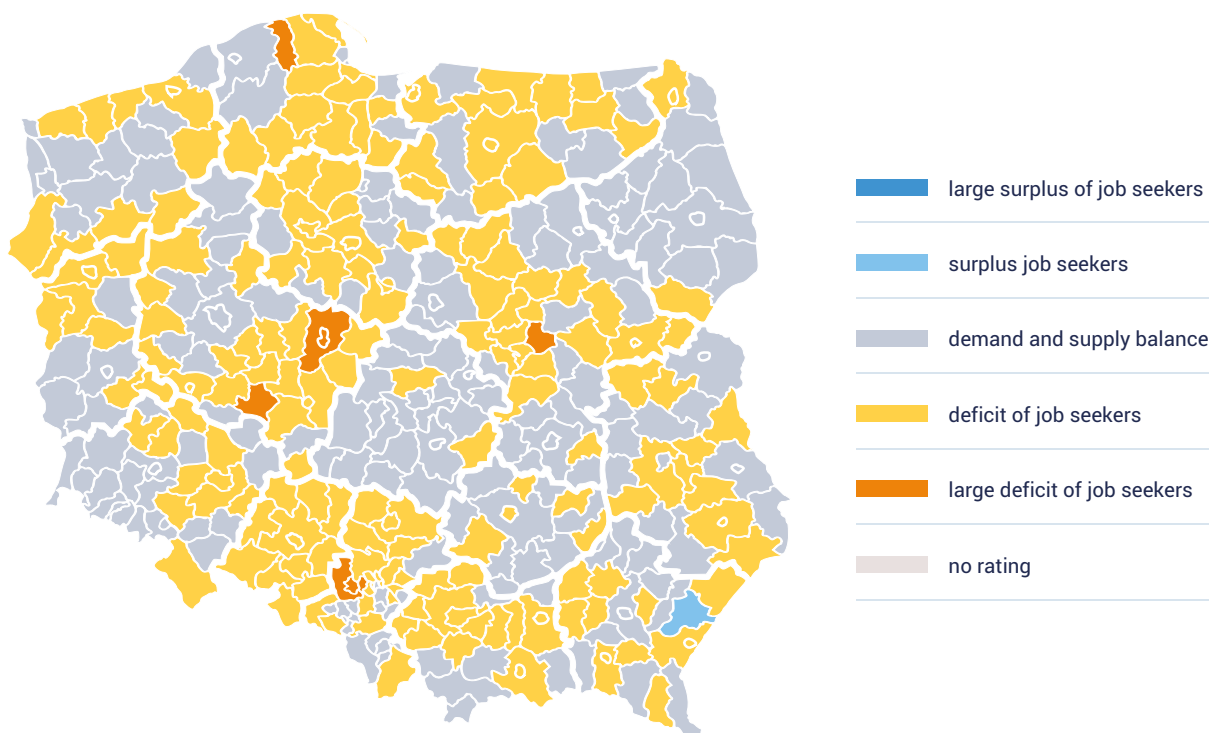 large surplus of job seekers
surplus job seekers
demand and supply balance
deficit of job seekers
large deficit of job seekers
no rating